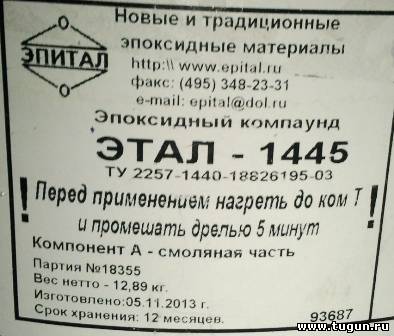 Новые и традиционные
эпоксидные материалы
ЭПИТАЛ
http:\\ www.epital.ru
факс: (495) 348-23-31
e-mail: epital@dol.ru
Эпоксидный компаунд
ЭТАЛ - 1445
ТУ 2257-1440-18826195-03
! Перед применением нагреть до ком Т !
и промешать дрелью 5 минут
Компонент А - смоляная часть
Партия №18355
Вес нетто - 12,89 кг.
Изготовлено:05.11.2013 г.
Срок хранения: 12 месяцев.
93687
© www.tugun.ru